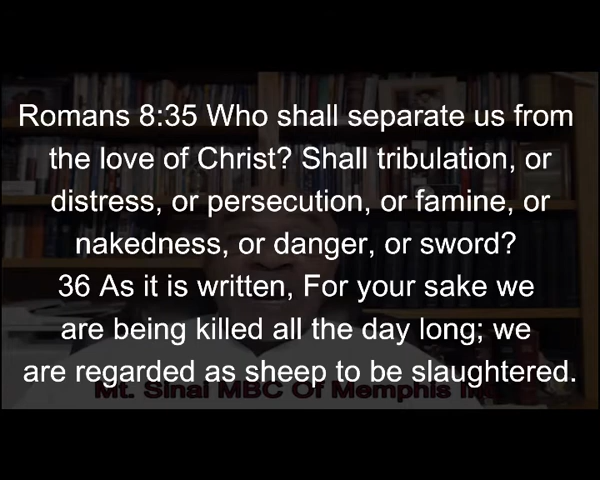 Romans 8:35 Who shall separate us from
the love of Christ? Shall tribulation, or
distress, or persecution, or famine, or
nakedness, or danger, or sword?
36 As it is written, For your sake we
are being killed all the day long; we
are regarded as sheep to be slaughtered.
Mt. Sinai MBC Of Memphis